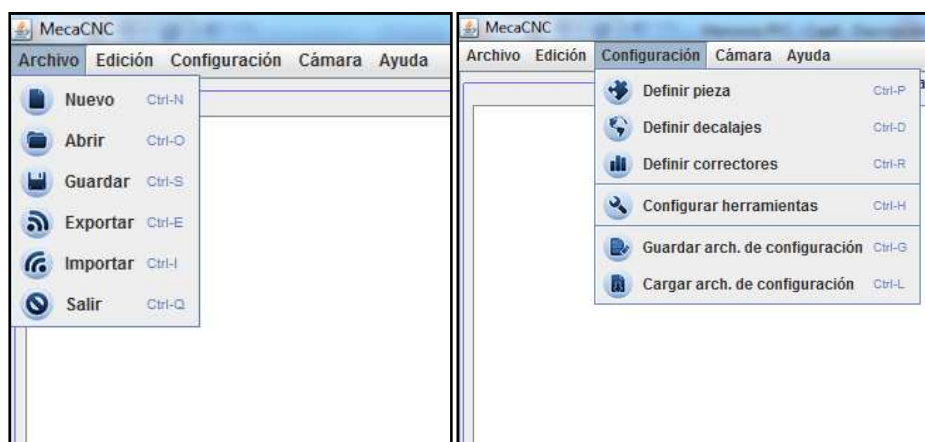 MecaCNC
Archivo Edición Configuración Cámara Ayuda
Nuevo Ctrl-N
Abrir Ctrl-O
Guardar Ctrl-S
Exportar Ctrl-E
Importar Ctrl-I
Salir Ctrl-Q
MecaCNC
Archivo Edición Configuración Cámara Ayuda
Definir pieza Ctrl-P
Definir decalajes Ctrl-D
Definir correctores Ctrl-R
Configurar herramientas Ctrl-H
Guardar arch. de configuración Ctrl-G
Cargar arch. de configuración Ctrl-L